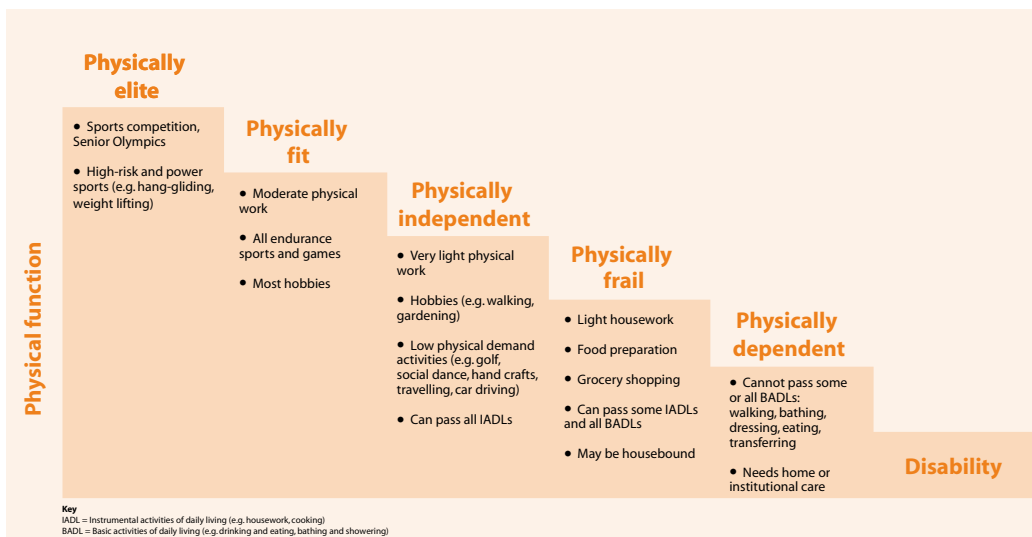 Physical function
Physically
elite
● Sports competition,
Senior Olympics
● High-risk and power
sports (e.g. hang-gliding,
weight lifting)
Physically
fit
● Moderate physical
work
● All endurance
sports and games
● Most hobbies
Physically
independent
● Very light physical
work
● Hobbies (e.g. walking,
gardening)
● Low physical demand
activities (e.g. golf,
social dance, hand crafts,
travelling, car driving)
● Can pass all IADLs
Physically
frail
● Light housework
● Food preparation
● Grocery shopping
● Can pass some IADLs
and all BADLs
● May be housebound
Physically
dependent
● Cannot pass some
or all BADLs:
walking, bathing,
dressing, eating,
transferring
● Needs home or
institutional care
Disability
Key
IADL = Instrumental activities of daily living (e.g. housework, cooking)
BADL = Basic activities of daily living (e.g. drinking and eating, bathing and showering)